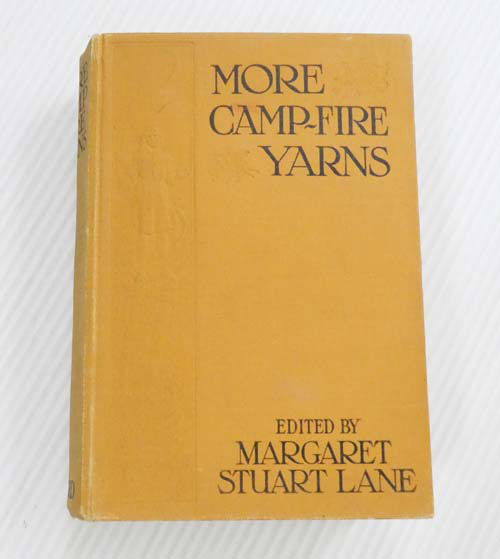 MORE
CAMP-FIRE
YARNS
EDITED BY
MARGARET
STUART LANE